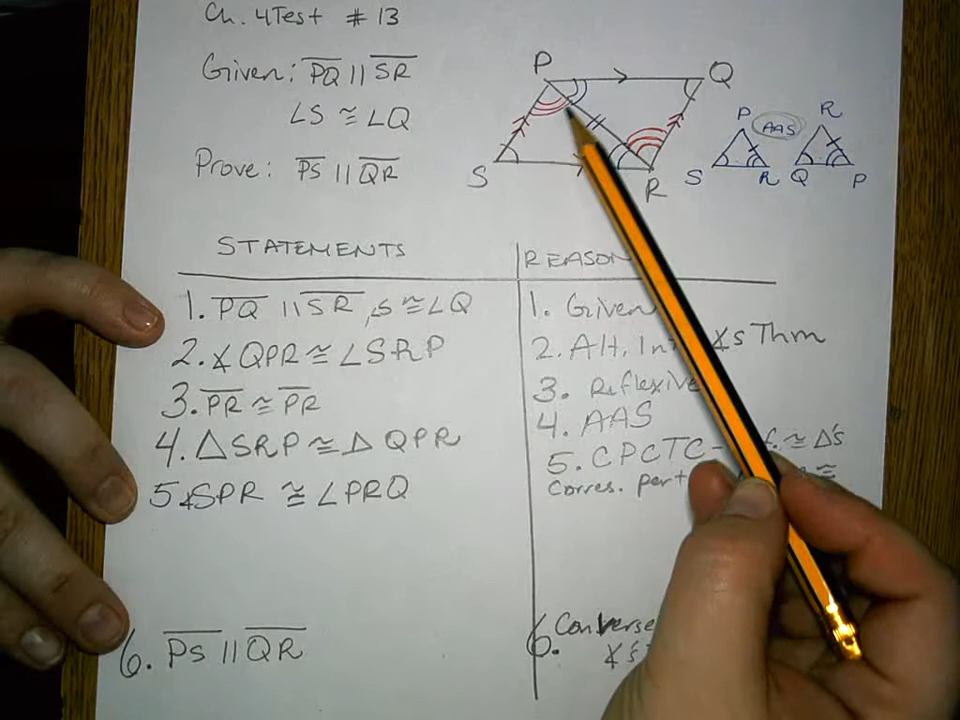 Ch. 4 Test # 13
Given: PQ || SR
∠S ≅ ∠Q
Prove: PS || QR
P Q S R
P AAS R
S R Q P
STATEMENTS REASON
1. PQ || SR, S ≅ ∠Q 1. Given
2. ∡QPR ≅ ∠SRP 2. Alt. Int ∡s Thm
3. PR ≅ PR 3. Reflexive
4. △SRP ≅ △QPR 4. AAS
5. ∡SPR ≅ ∠PRQ 5. CPCTC - ≅ △'s
Corres. part ≅
6. PS || QR 6. Converse
∡'s